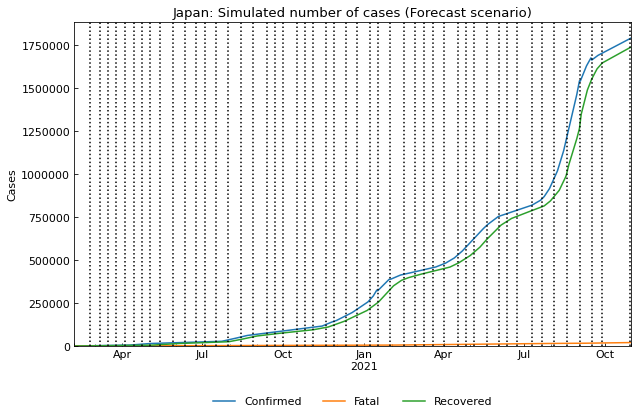 Japan: Simulated number of cases (Forecast scenario)
1750000
1500000
1250000
1000000
750000
500000
250000
0
Cases
Apr Jul Oct Jan Apr Jul Oct
2021
Confirmed Fatal Recovered